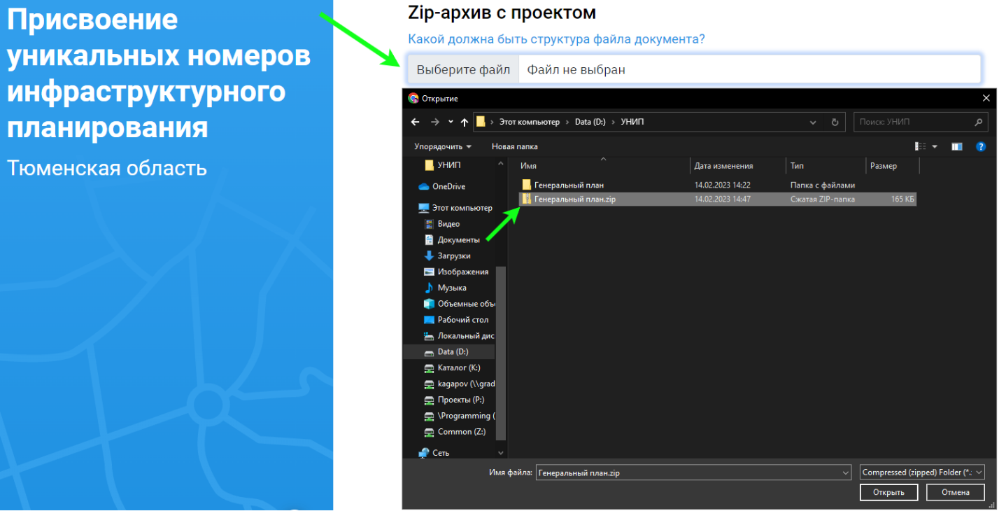 Присвоение
уникальных номеров
инфраструктурного
планирования
Тюменская область
Zip-архив с проектом
Какой должна быть структура файла документа?
Выберите файл Файл не выбран
Открытие
Этот компьютер › Data (D:) › УНИП
Поиск: УНИП
Упорядочить Новая папка
УНИП
OneDrive
Этот компьютер
Видео
Документы
Загрузки
Изображения
Музыка
Объемные объ
Рабочий стол
Локальный дис
Data (D:)
Каталог (K:)
kagapov (\\grad
Проекты (P:)
\Programming (
Common (Z:)
Сеть
Имя Дата изменения Тип Размер
Генеральный план 14.02.2023 14:22 Папка с файлами
Генеральный план.zip 14.02.2023 14:47 Сжатая ZIP-папка 165 КБ
Имя файла: Генеральный план.zip
Compressed (zipped) Folder (*.:
Открыть Отмена